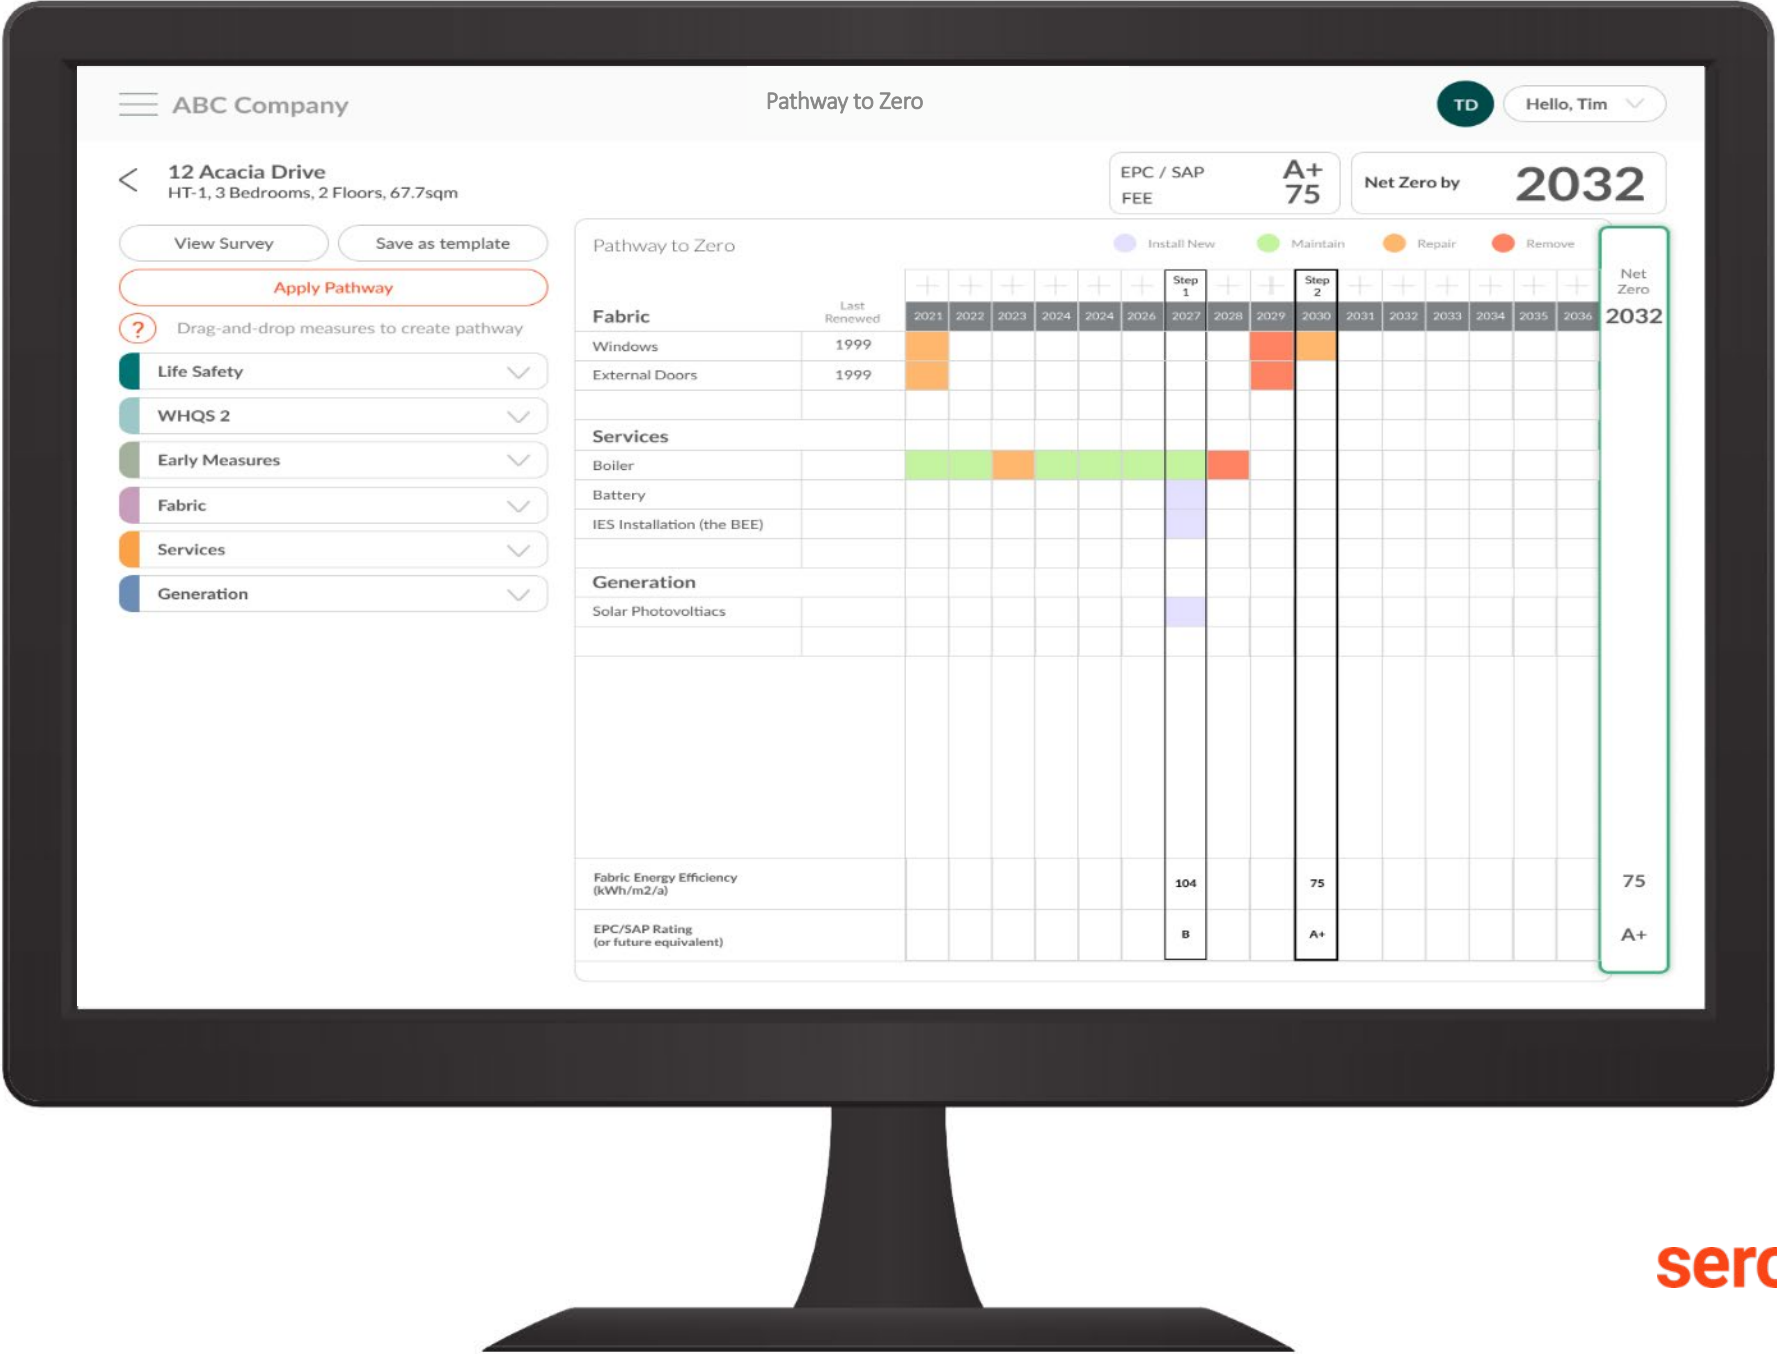 ABC Company
Pathway to Zero
TD
Hello, Tim
12 Acacia Drive
HT-1, 3 Bedrooms, 2 Floors, 67.7sqm
EPC / SAP A+
FEE 75
Net Zero by 2032
View Survey
Save as template
Apply Pathway
? Drag-and-drop measures to create pathway
Life Safety
WHQS 2
Early Measures
Fabric
Services
Generation
Pathway to Zero
Install New
Maintain
Repair
Remove
Step 1
Step 2
Net Zero 2032
Fabric Last Renewed 2021 2022 2023 2024 2024 2026 2027 2028 2029 2030 2031 2032 2033 2034 2035 2036
Windows 1999
External Doors 1999
Services
Boiler
Battery
IES Installation (the BEE)
Generation
Solar Photovoltiacs
Fabric Energy Efficiency
(kWh/m2/a) 104 75 75
EPC/SAP Rating
(or future equivalent) B A+ A+